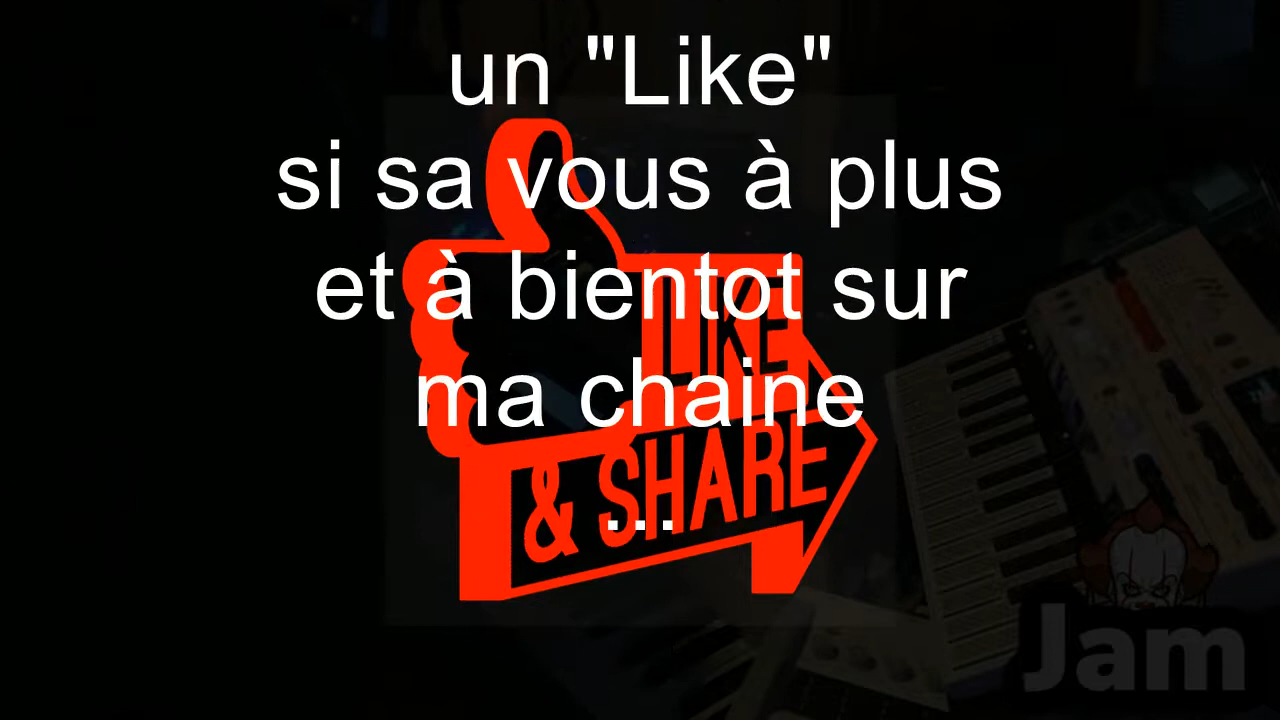 un "Like"
si sa vous à plus
et à bientot sur
ma chaine
...
LIKE
& SHARE
Jam